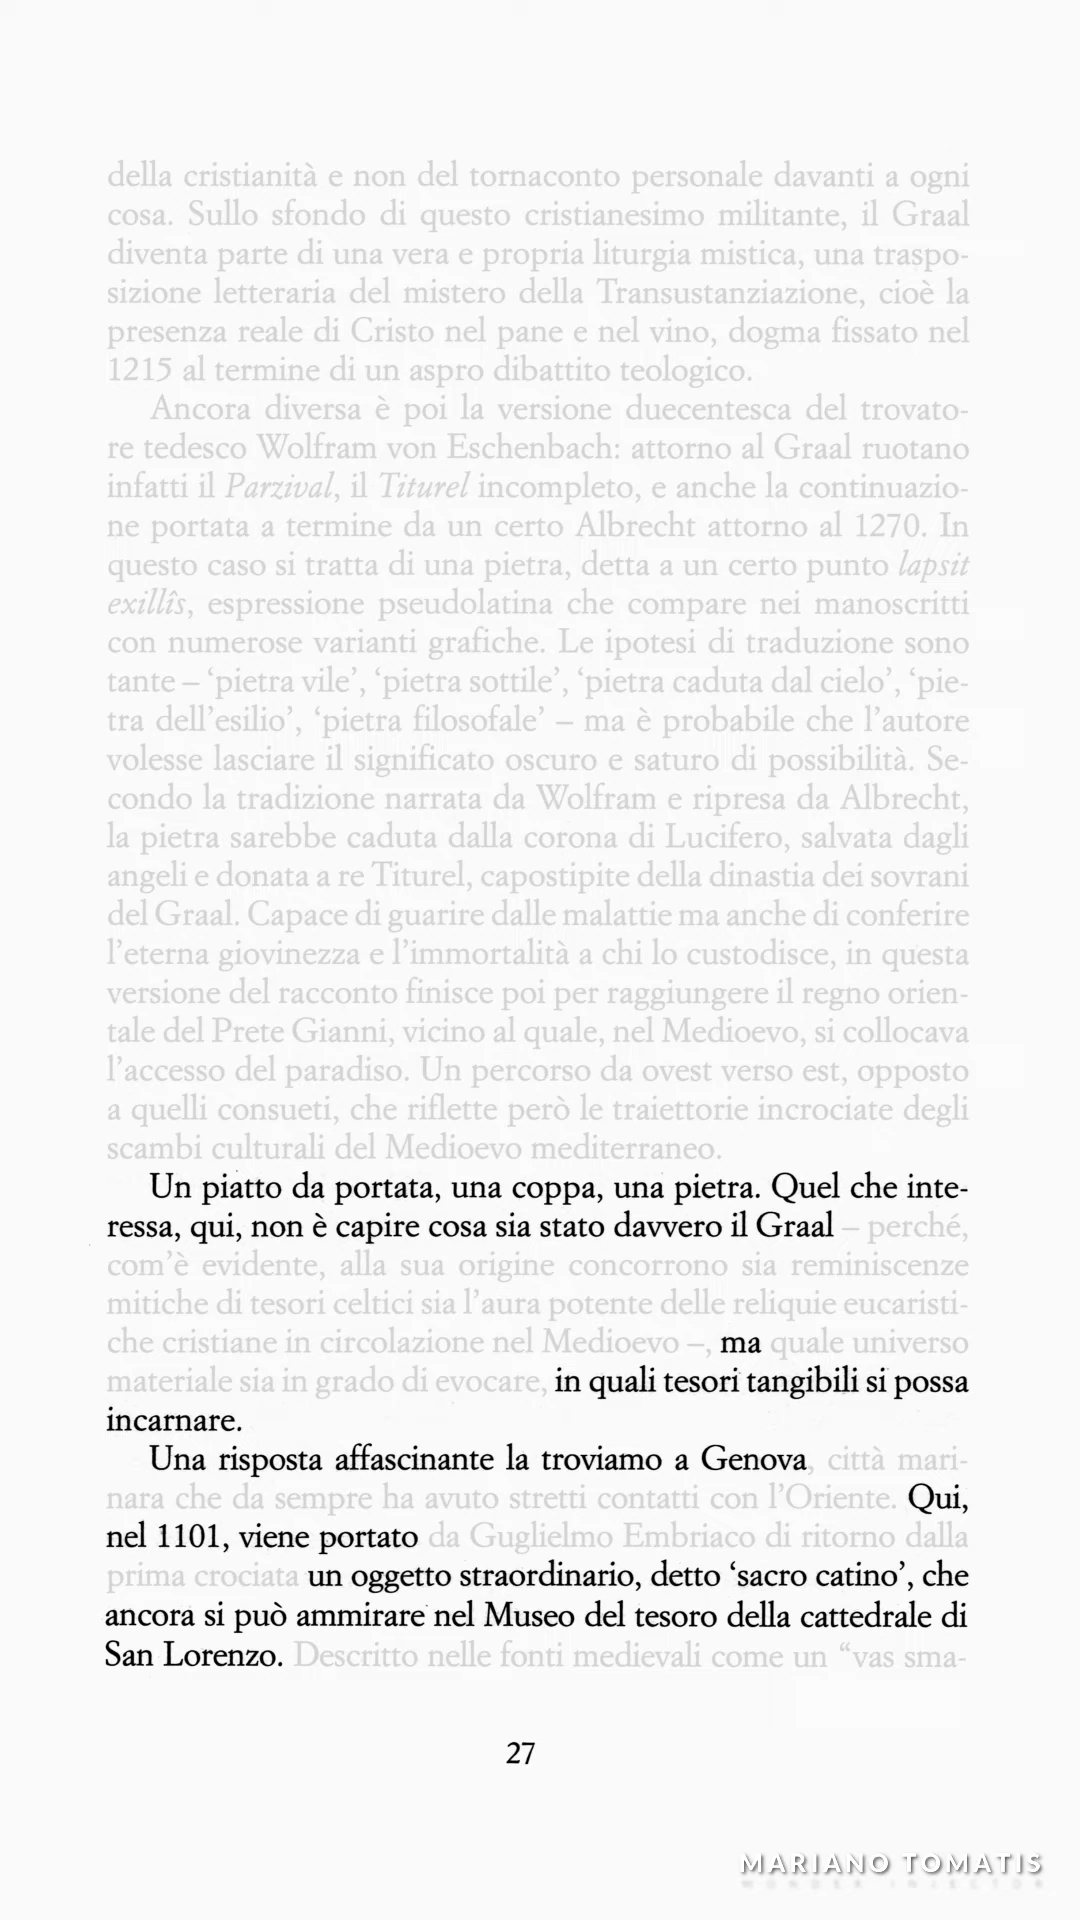 della cristianità e non del tornaconto personale davanti a ogni
cosa. Sullo sfondo di questo cristianesimo militante, il Graal
diventa parte di una vera e propria liturgia mistica, una traspo-
sizione letteraria del mistero della Transustanziazione, cioè la
presenza reale di Cristo nel pane e nel vino, dogma fissato nel
1215 al termine di un aspro dibattito teologico.
Ancora diversa è poi la versione duecentesca del trovato-
re tedesco Wolfram von Eschenbach: attorno al Graal ruotano
infatti il Parzival, il Titurel incompleto, e anche la continuazio-
ne portata a termine da un certo Albrecht attorno al 1270. In
questo caso si tratta di una pietra, detta a un certo punto lapsit
exillîs, espressione pseudolatina che compare nei manoscritti
con numerose varianti grafiche. Le ipotesi di traduzione sono
tante – ‘pietra vile’, ‘pietra sottile’, ‘pietra caduta dal cielo’, ‘pie-
tra dell’esilio’, ‘pietra filosofale’ – ma è probabile che l’autore
volesse lasciare il significato oscuro e saturo di possibilità. Se-
condo la tradizione narrata da Wolfram e ripresa da Albrecht,
la pietra sarebbe caduta dalla corona di Lucifero, salvata dagli
angeli e donata a re Titurel, capostipite della dinastia dei sovrani
del Graal. Capace di guarire dalle malattie ma anche di conferire
l’eterna giovinezza e l’immortalità a chi lo custodisce, in questa
versione del racconto finisce poi per raggiungere il regno orien-
tale del Prete Gianni, vicino al quale, nel Medioevo, si collocava
l’accesso del paradiso. Un percorso da ovest verso est, opposto
a quelli consueti, che riflette però le traiettorie incrociate degli
scambi culturali del Medioevo mediterraneo.
Un piatto da portata, una coppa, una pietra. Quel che inte-
ressa, qui, non è capire cosa sia stato davvero il Graal – perché,
com’è evidente, alla sua origine concorrono sia reminiscenze
mitiche di tesori celtici sia l’aura potente delle reliquie eucaristi-
che cristiane in circolazione nel Medioevo –, ma quale universo
materiale sia in grado di evocare, in quali tesori tangibili si possa
incarnare.
Una risposta affascinante la troviamo a Genova, città mari-
nara che da sempre ha avuto stretti contatti con l’Oriente. Qui,
nel 1101, viene portato da Guglielmo Embriaco di ritorno dalla
prima crociata un oggetto straordinario, detto ‘sacro catino’, che
ancora si può ammirare nel Museo del tesoro della cattedrale di
San Lorenzo. Descritto nelle fonti medievali come un “vas sma-
27
MARIANO TOMATIS
WONDER INJECTOR